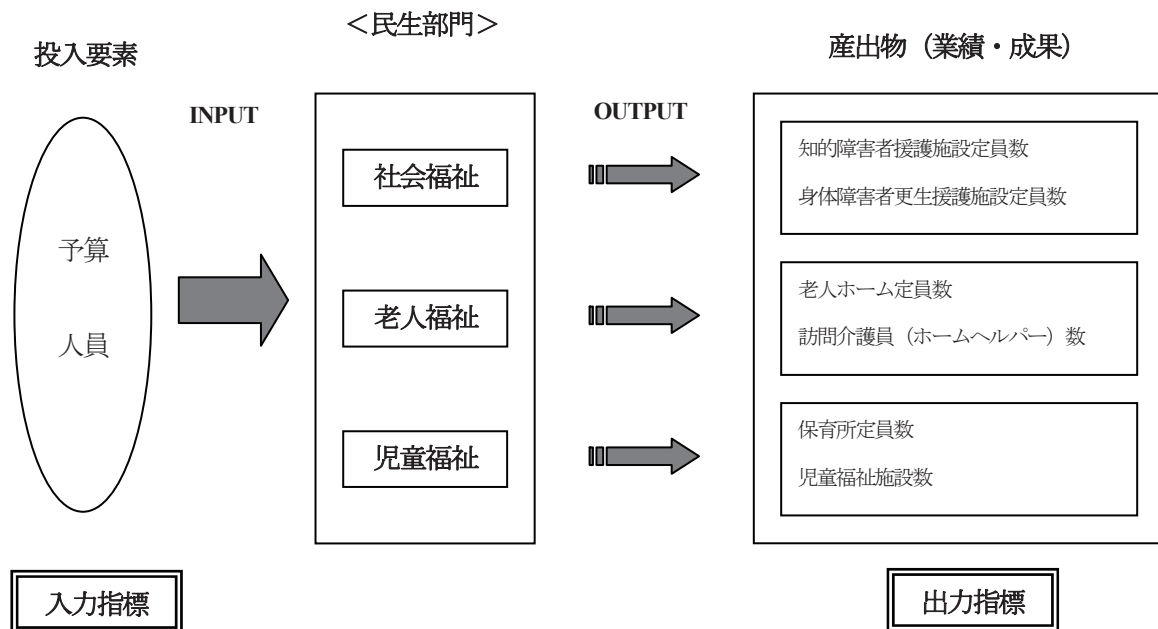 ＜民生部門＞
投入要素
産出物（業績・成果）
INPUT
OUTPUT
予算
人員
社会福祉
老人福祉
児童福祉
知的障害者援護施設定員数
身体障害者更生援護施設定員数
老人ホーム定員数
訪問介護員（ホームヘルパー）数
保育所定員数
児童福祉施設数
入力指標
出力指標